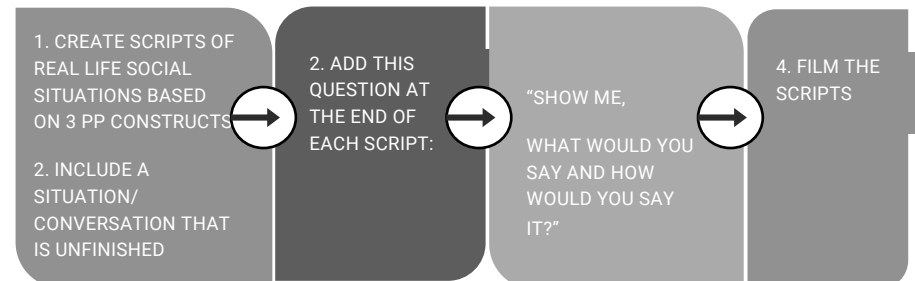 1. CREATE SCRIPTS OF
REAL LIFE SOCIAL
SITUATIONS BASED
ON 3 PP CONSTRUCTS
2. INCLUDE A
SITUATION/
CONVERSATION THAT
IS UNFINISHED
2. ADD THIS
QUESTION AT
THE END OF
EACH SCRIPT:
“SHOW ME,
WHAT WOULD YOU
SAY AND HOW
WOULD YOU SAY
IT?”
4. FILM THE
SCRIPTS